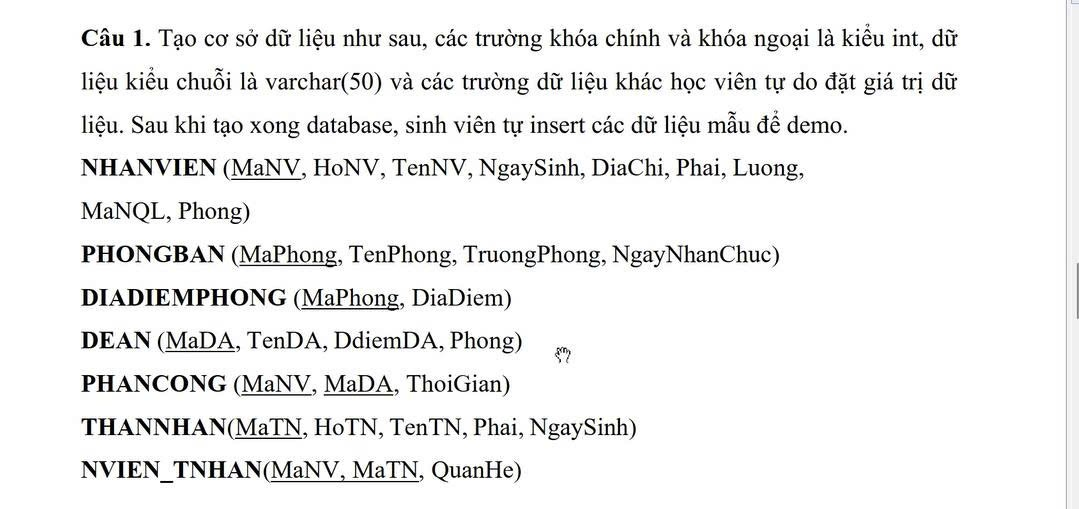 Câu 1. Tạo cơ sở dữ liệu như sau, các trường khóa chính và khóa ngoại là kiểu int, dữ
liệu kiểu chuỗi là varchar(50) và các trường dữ liệu khác học viên tự do đặt giá trị dữ
liệu. Sau khi tạo xong database, sinh viên tự insert các dữ liệu mẫu để demo.
NHANVIEN (MaNV, HoNV, TenNV, NgaySinh, DiaChi, Phai, Luong,
MaNQL, Phong)
PHONGBAN (MaPhong, TenPhong, TruongPhong, NgayNhanChuc)
DIADIEMPHONG (MaPhong, DiaDiem)
DEAN (MaDA, TenDA, DdiemDA, Phong)
PHANCONG (MaNV, MaDA, ThoiGian)
THANNHAN(MaTN, HoTN, TenTN, Phai, NgaySinh)
NVIEN_TNHAN(MaNV, MaTN, QuanHe)